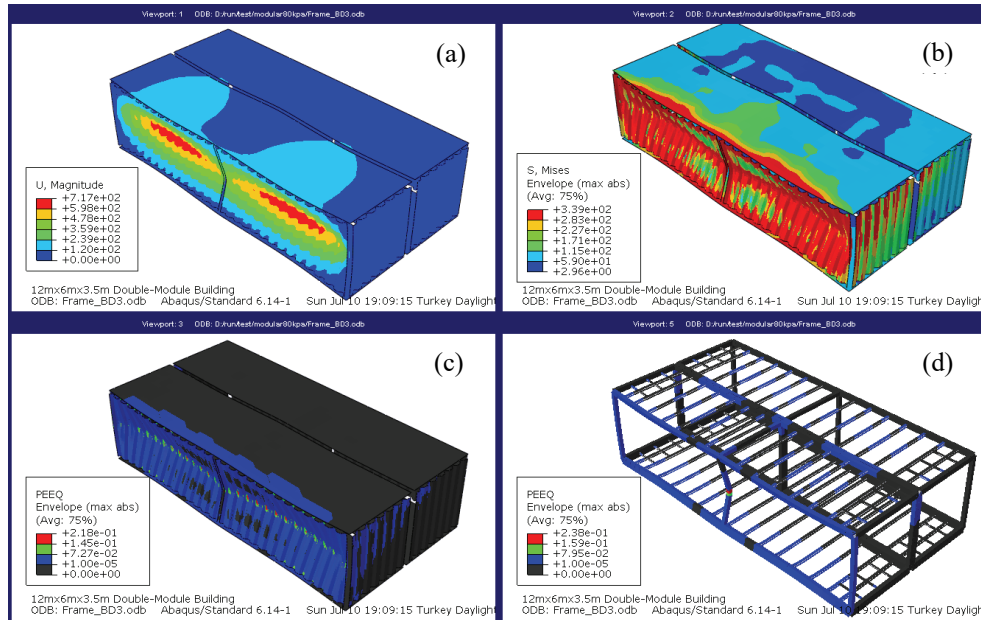 Viewport: 1 ODB: D:/run/test/modular80kpa/Frame_BD3.odb
(a)
U, Magnitude
+7.17e+02
+5.98e+02
+4.78e+02
+3.59e+02
+2.39e+02
+1.20e+02
+0.00e+00
12mx6mx3.5m Double-Module Building
ODB: Frame_BD3.odb Abaqus/Standard 6.14-1 Sun Jul 10 19:09:15 Turkey Daylight
Viewport: 2 ODB: D:/run/test/modular80kpa/Frame_BD3.odb
(b)
S, Mises
Envelope (max abs)
(Avg: 75%)
+3.39e+02
+2.83e+02
+2.27e+02
+1.71e+02
+1.15e+02
+5.90e+01
+2.96e+00
12mx6mx3.5m Double-Module Building
ODB: Frame_BD3.odb Abaqus/Standard 6.14-1 Sun Jul 10 19:09:15 Turkey Daylight
Viewport: 3 ODB: D:/run/test/modular80kpa/Frame_BD3.odb
(c)
PEEQ
Envelope (max abs)
(Avg: 75%)
+2.18e-01
+1.45e-01
+7.27e-02
+1.00e-05
+0.00e+00
12mx6mx3.5m Double-Module Building
ODB: Frame_BD3.odb Abaqus/Standard 6.14-1 Sun Jul 10 19:09:15 Turkey Daylight
Viewport: 5 ODB: D:/run/test/modular80kpa/Frame_BD3.odb
(d)
PEEQ
Envelope (max abs)
(Avg: 75%)
+2.38e-01
+1.59e-01
+7.95e-02
+1.00e-05
+0.00e+00
12mx6mx3.5m Double-Module Building
ODB: Frame_BD3.odb Abaqus/Standard 6.14-1 Sun Jul 10 19:09:15 Turkey Daylight